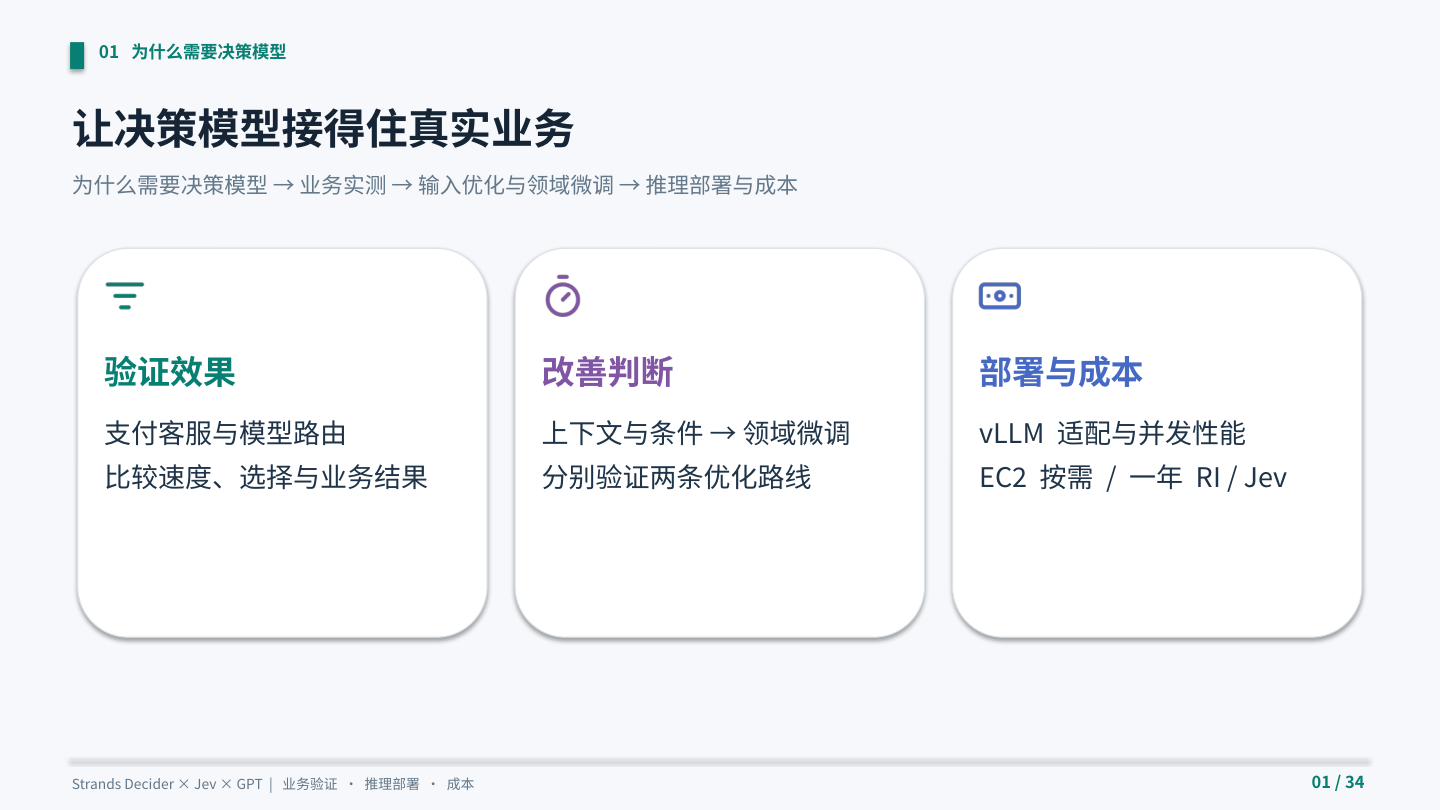 01 为什么需要决策模型
让决策模型接得住真实业务
为什么需要决策模型 → 业务实测 → 输入优化与领域微调 → 推理部署与成本
验证效果
支付客服与模型路由
比较速度、选择与业务结果
改善判断
上下文与条件 → 领域微调
分别验证两条优化路线
部署与成本
vLLM 适配与并发性能
EC2 按需 / 一年 RI / Jev
Strands Decider × Jev × GPT | 业务验证 · 推理部署 · 成本
01 / 34